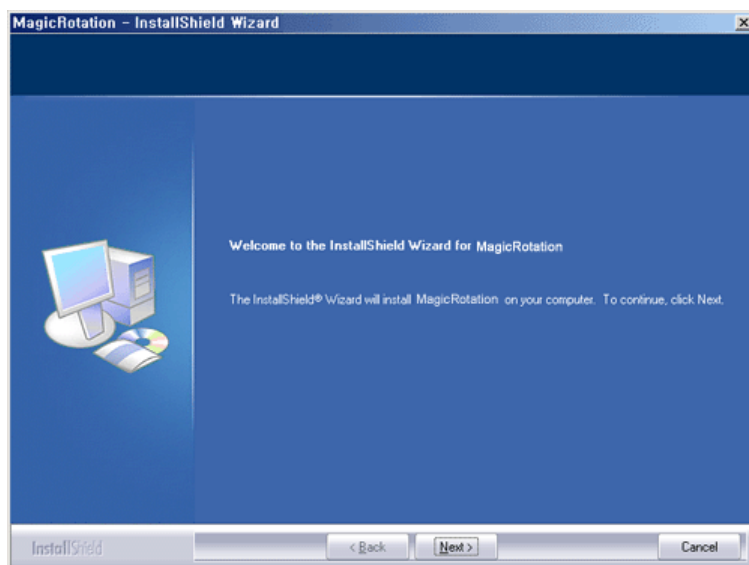 MagicRotation - InstallShield Wizard
Welcome to the InstallShield Wizard for MagicRotation
The InstallShield® Wizard will install MagicRotation on your computer. To continue, click Next.
InstallShield
< Back
Next >
Cancel